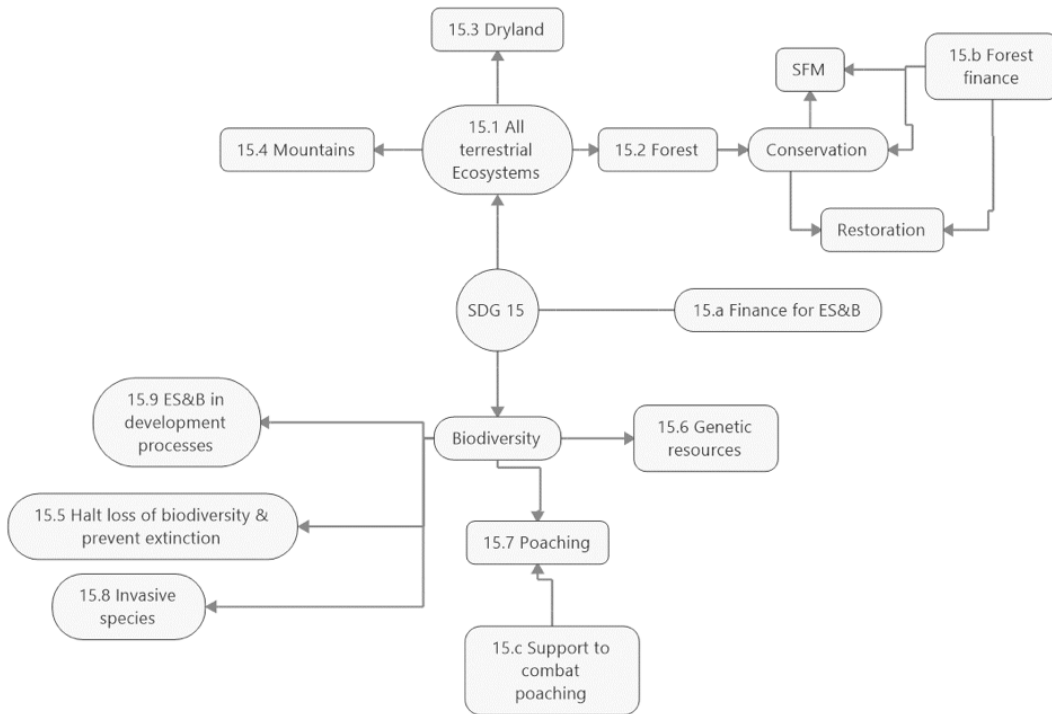 15.3 Dryland
SFM
15.b Forest
finance
15.4 Mountains
15.1 All
terrestrial
Ecosystems
15.2 Forest
Conservation
Restoration
SDG 15
15.a Finance for ES&B
15.9 ES&B in
development
processes
Biodiversity
15.6 Genetic
resources
15.5 Halt loss of biodiversity &
prevent extinction
15.7 Poaching
15.8 Invasive
species
15.c Support to
combat
poaching